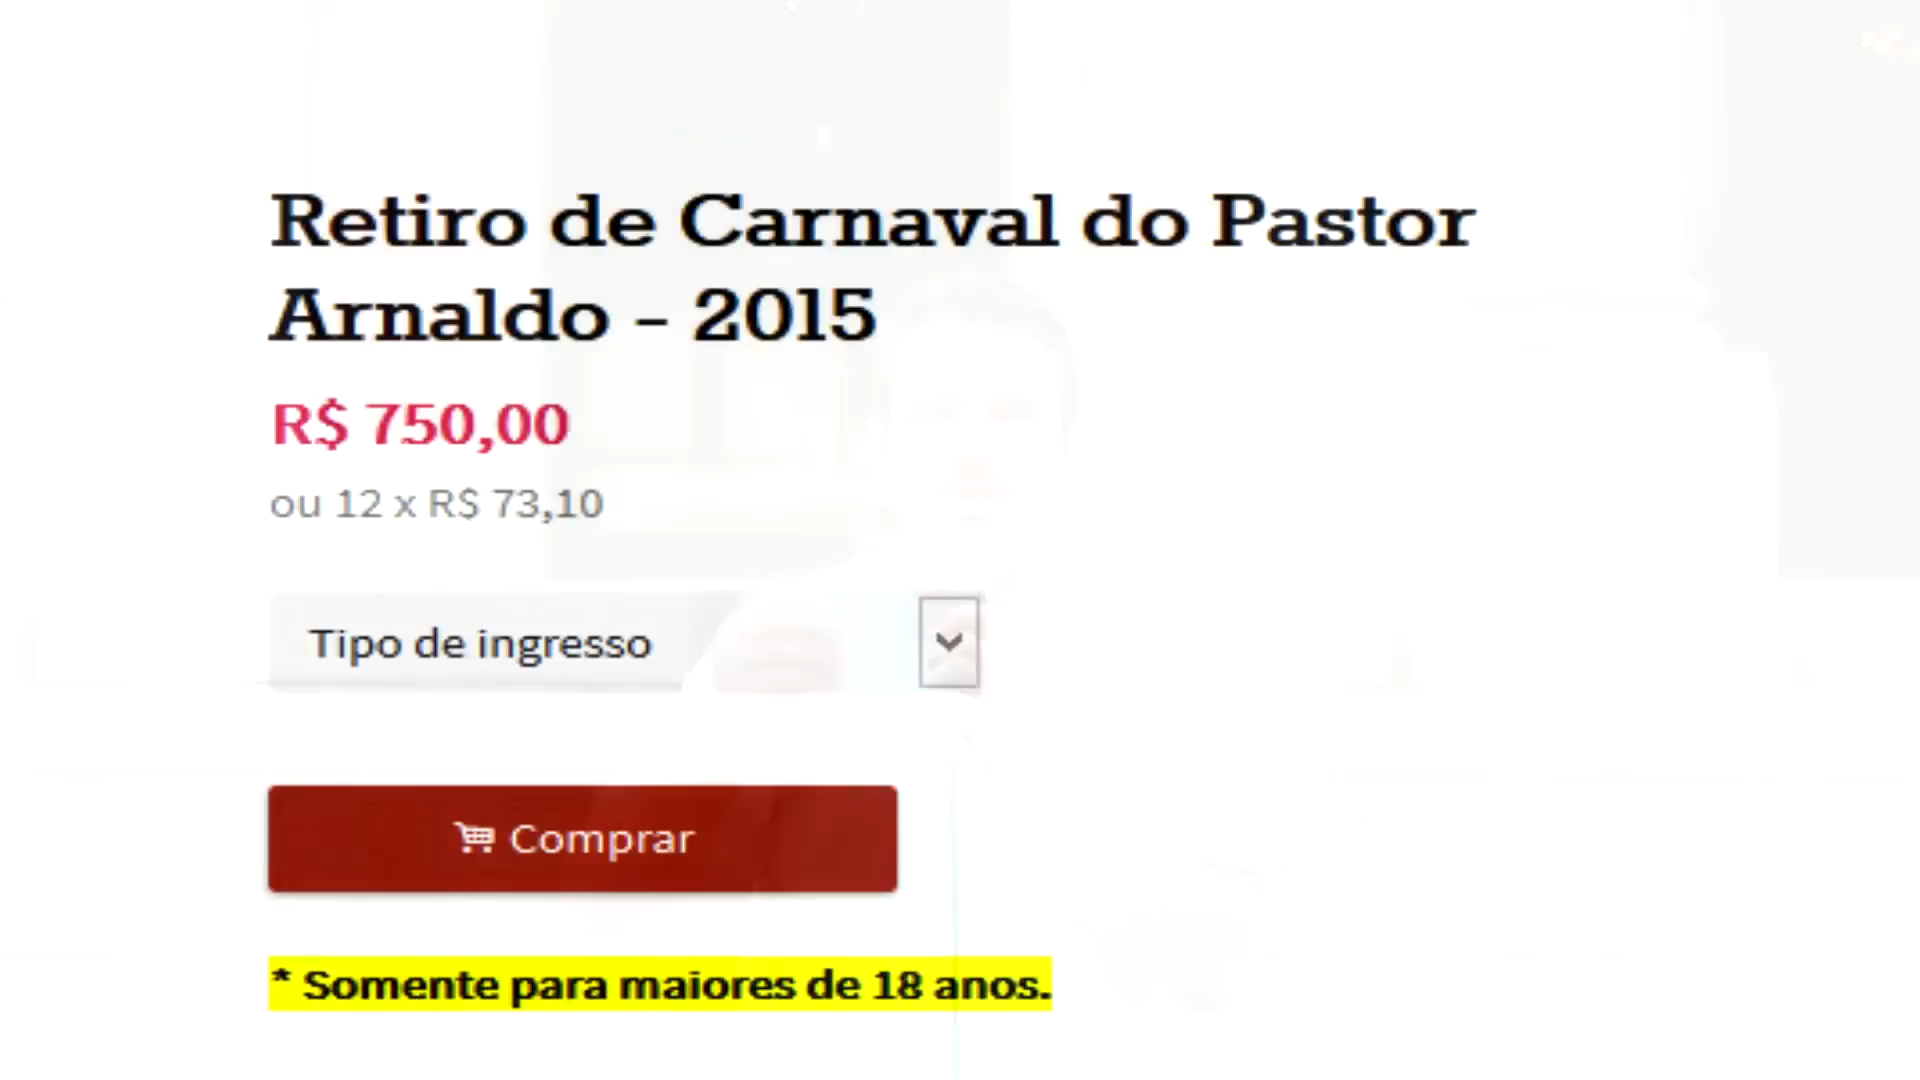 Retiro de Carnaval do Pastor
Arnaldo - 2015
R$ 750,00
ou 12 x R$ 73,10
Tipo de ingresso
Comprar
* Somente para maiores de 18 anos.